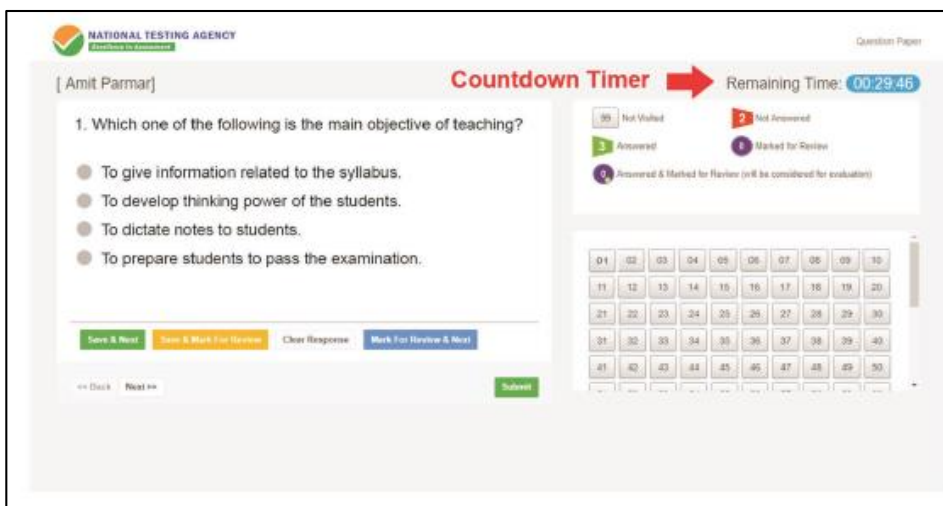 NATIONAL TESTING AGENCY
Excellence in Assessment
Question Paper
[ Amit Parmar]
Countdown Timer
Remaining Time: 00:29:46
1. Which one of the following is the main objective of teaching?
To give information related to the syllabus.
To develop thinking power of the students.
To dictate notes to students.
To prepare students to pass the examination.
Save & Next Save & Mark For Review Clear Response Mark For Review & Next
<< Back Next >>
Submit
99 Not Visited 2 Not Answered
3 Answered 0 Marked for Review
0 Answered & Marked for Review (will be considered for evaluation)
01 02 03 04 05 06 07 08 09 10
11 12 13 14 15 16 17 18 19 20
21 22 23 24 25 26 27 28 29 30
31 32 33 34 35 36 37 38 39 40
41 42 43 44 45 46 47 48 49 50